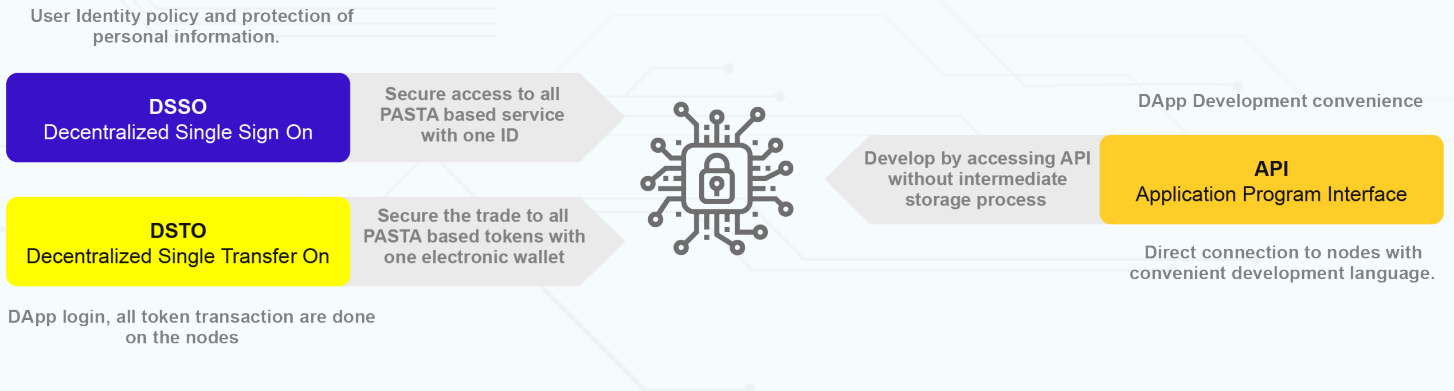 User Identity policy and protection of
personal information.
DSSO
Decentralized Single Sign On
Secure access to all
PASTA based service
with one ID
DSTO
Decentralized Single Transfer On
Secure the trade to all
PASTA based tokens with
one electronic wallet
DApp login, all token transaction are done
on the nodes
DApp Development convenience
Develop by accessing API
without intermediate
storage process
API
Application Program Interface
Direct connection to nodes with
convenient development language.